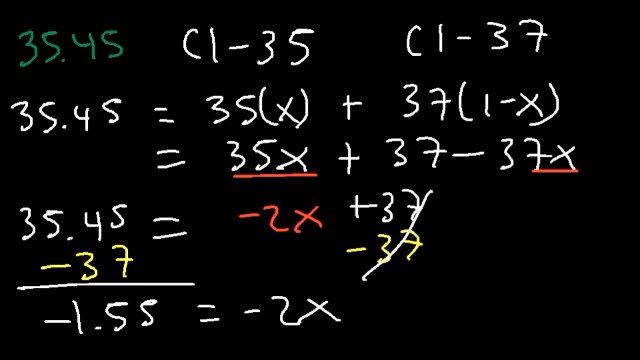 35.45 Cl-35 Cl-37
35.45 = 35(x) + 37(1-x)
= 35x + 37-37x
35.45 = -2x +37
-37 -37
-1.55 = -2x